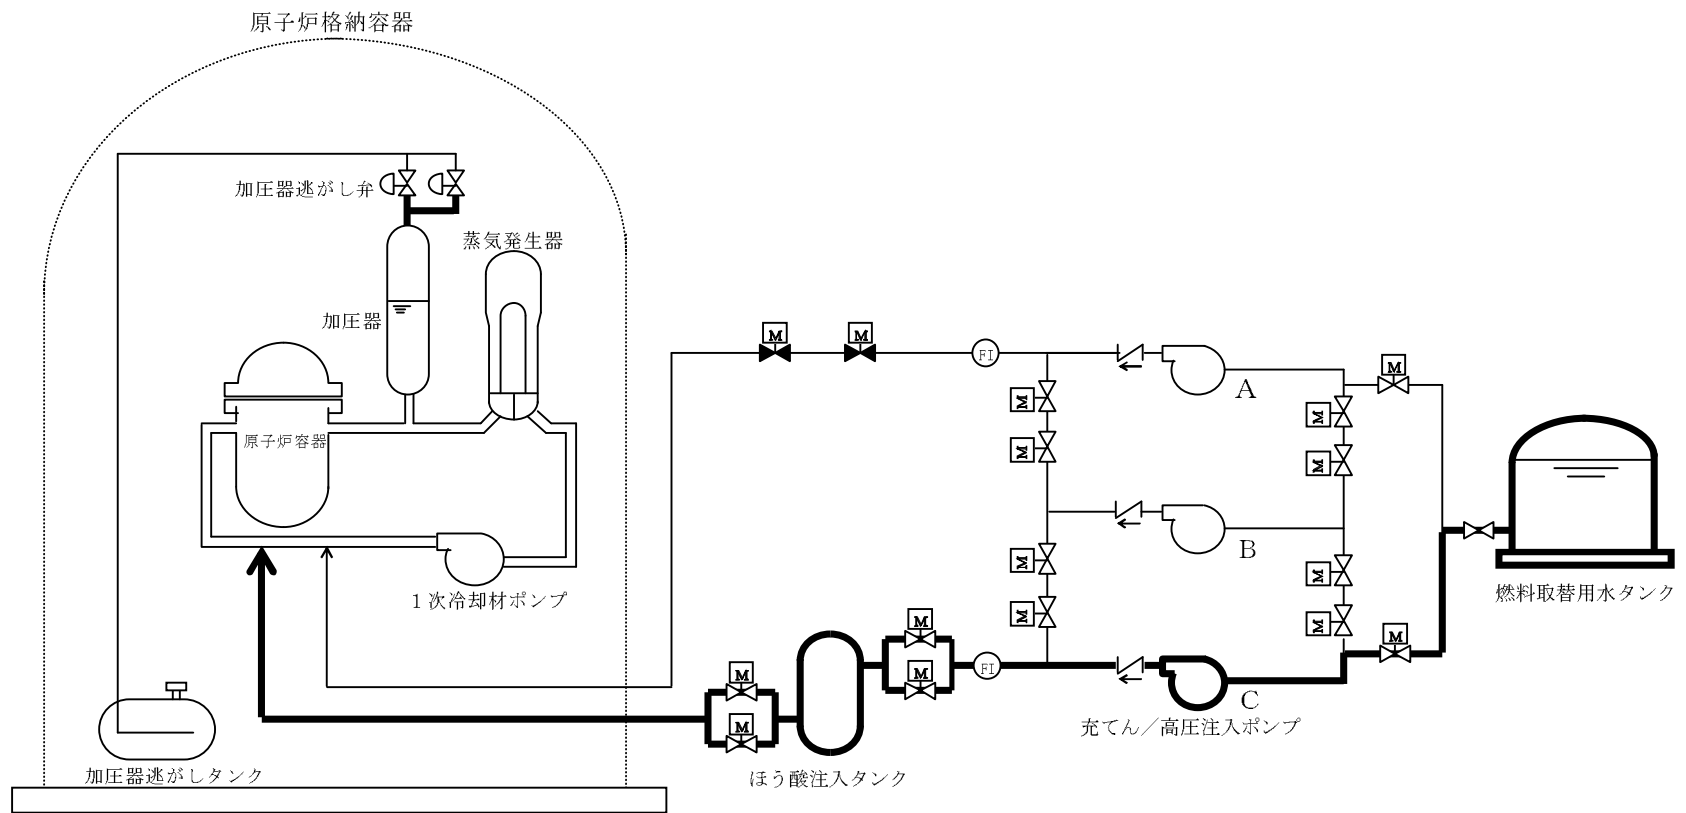 原子炉格納容器
加圧器逃がし弁
蒸気発生器
加圧器
原子炉容器
1次冷却材ポンプ
加圧器逃がしタンク
M
M
FI
A
M
M
M
M
M
B
M
M
M
M
燃料取替用水タンク
M
M
FI
M
C
充てん／高圧注入ポンプ
M
M
ほう酸注入タンク